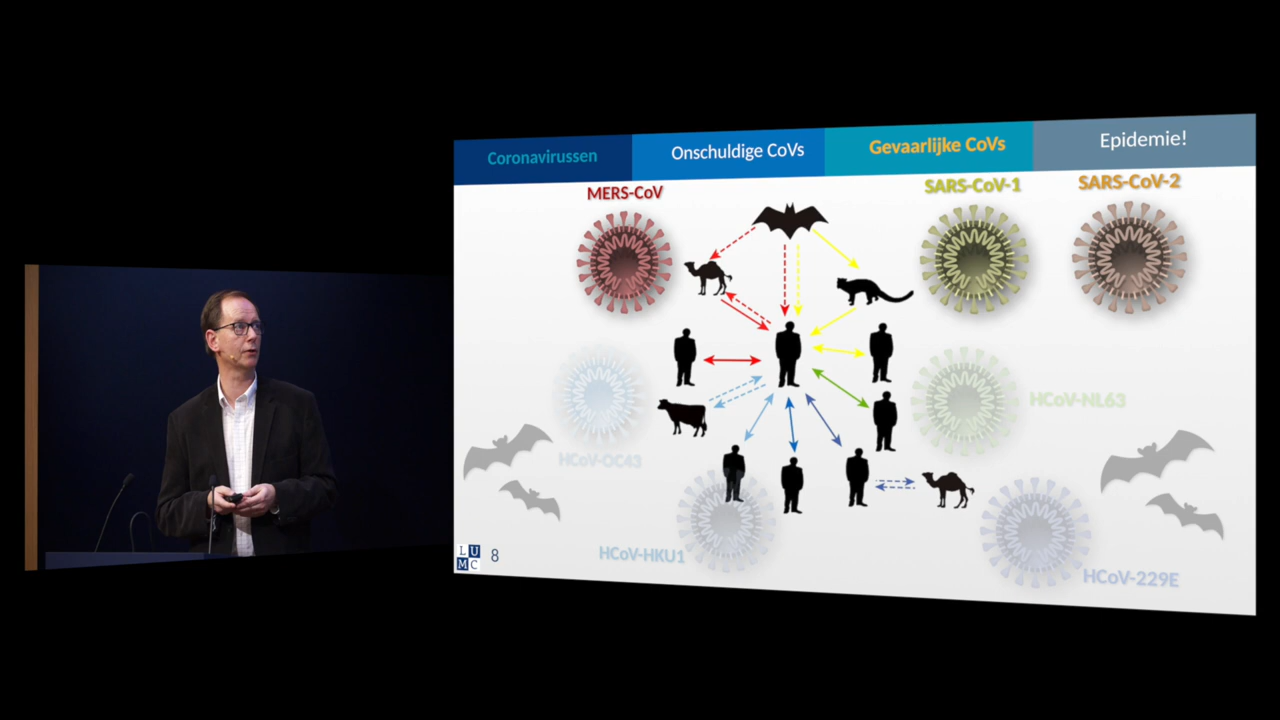 Coronavirussen
Onschuldige CoVs
Gevaarlijke CoVs
Epidemie!
MERS-CoV
SARS-CoV-1
SARS-CoV-2
HCoV-NL63
HCoV-OC43
HCoV-HKU1
HCoV-229E
L U
M C
8